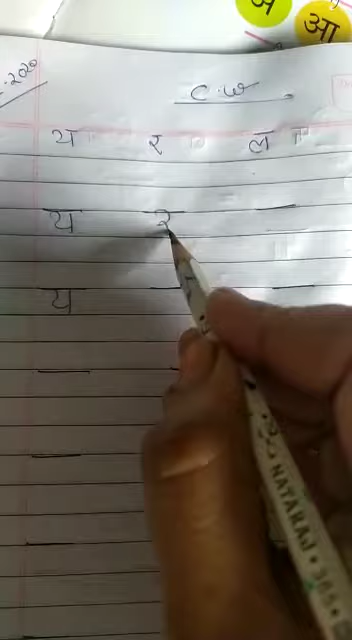 अ
आ
.2020
C.W
य र ल
य र
य
NATARAJ